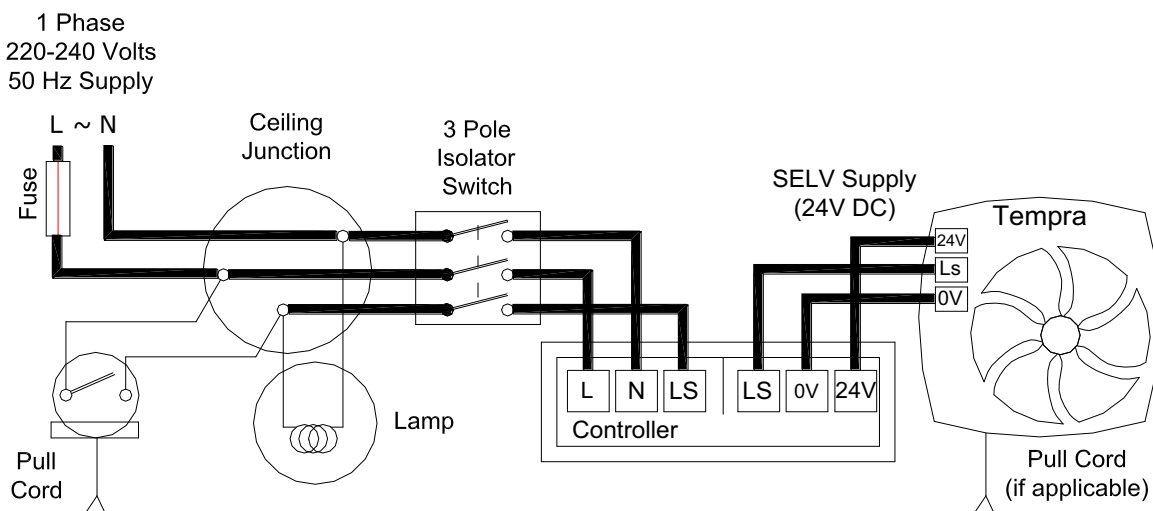 1 Phase
220-240 Volts
50 Hz Supply
L ~ N
Fuse
Ceiling
Junction
3 Pole
Isolator
Switch
SELV Supply
(24V DC)
Tempra
24V
Ls
0V
L N LS LS 0V 24V
Controller
Lamp
Pull
Cord
Pull Cord
(if applicable)